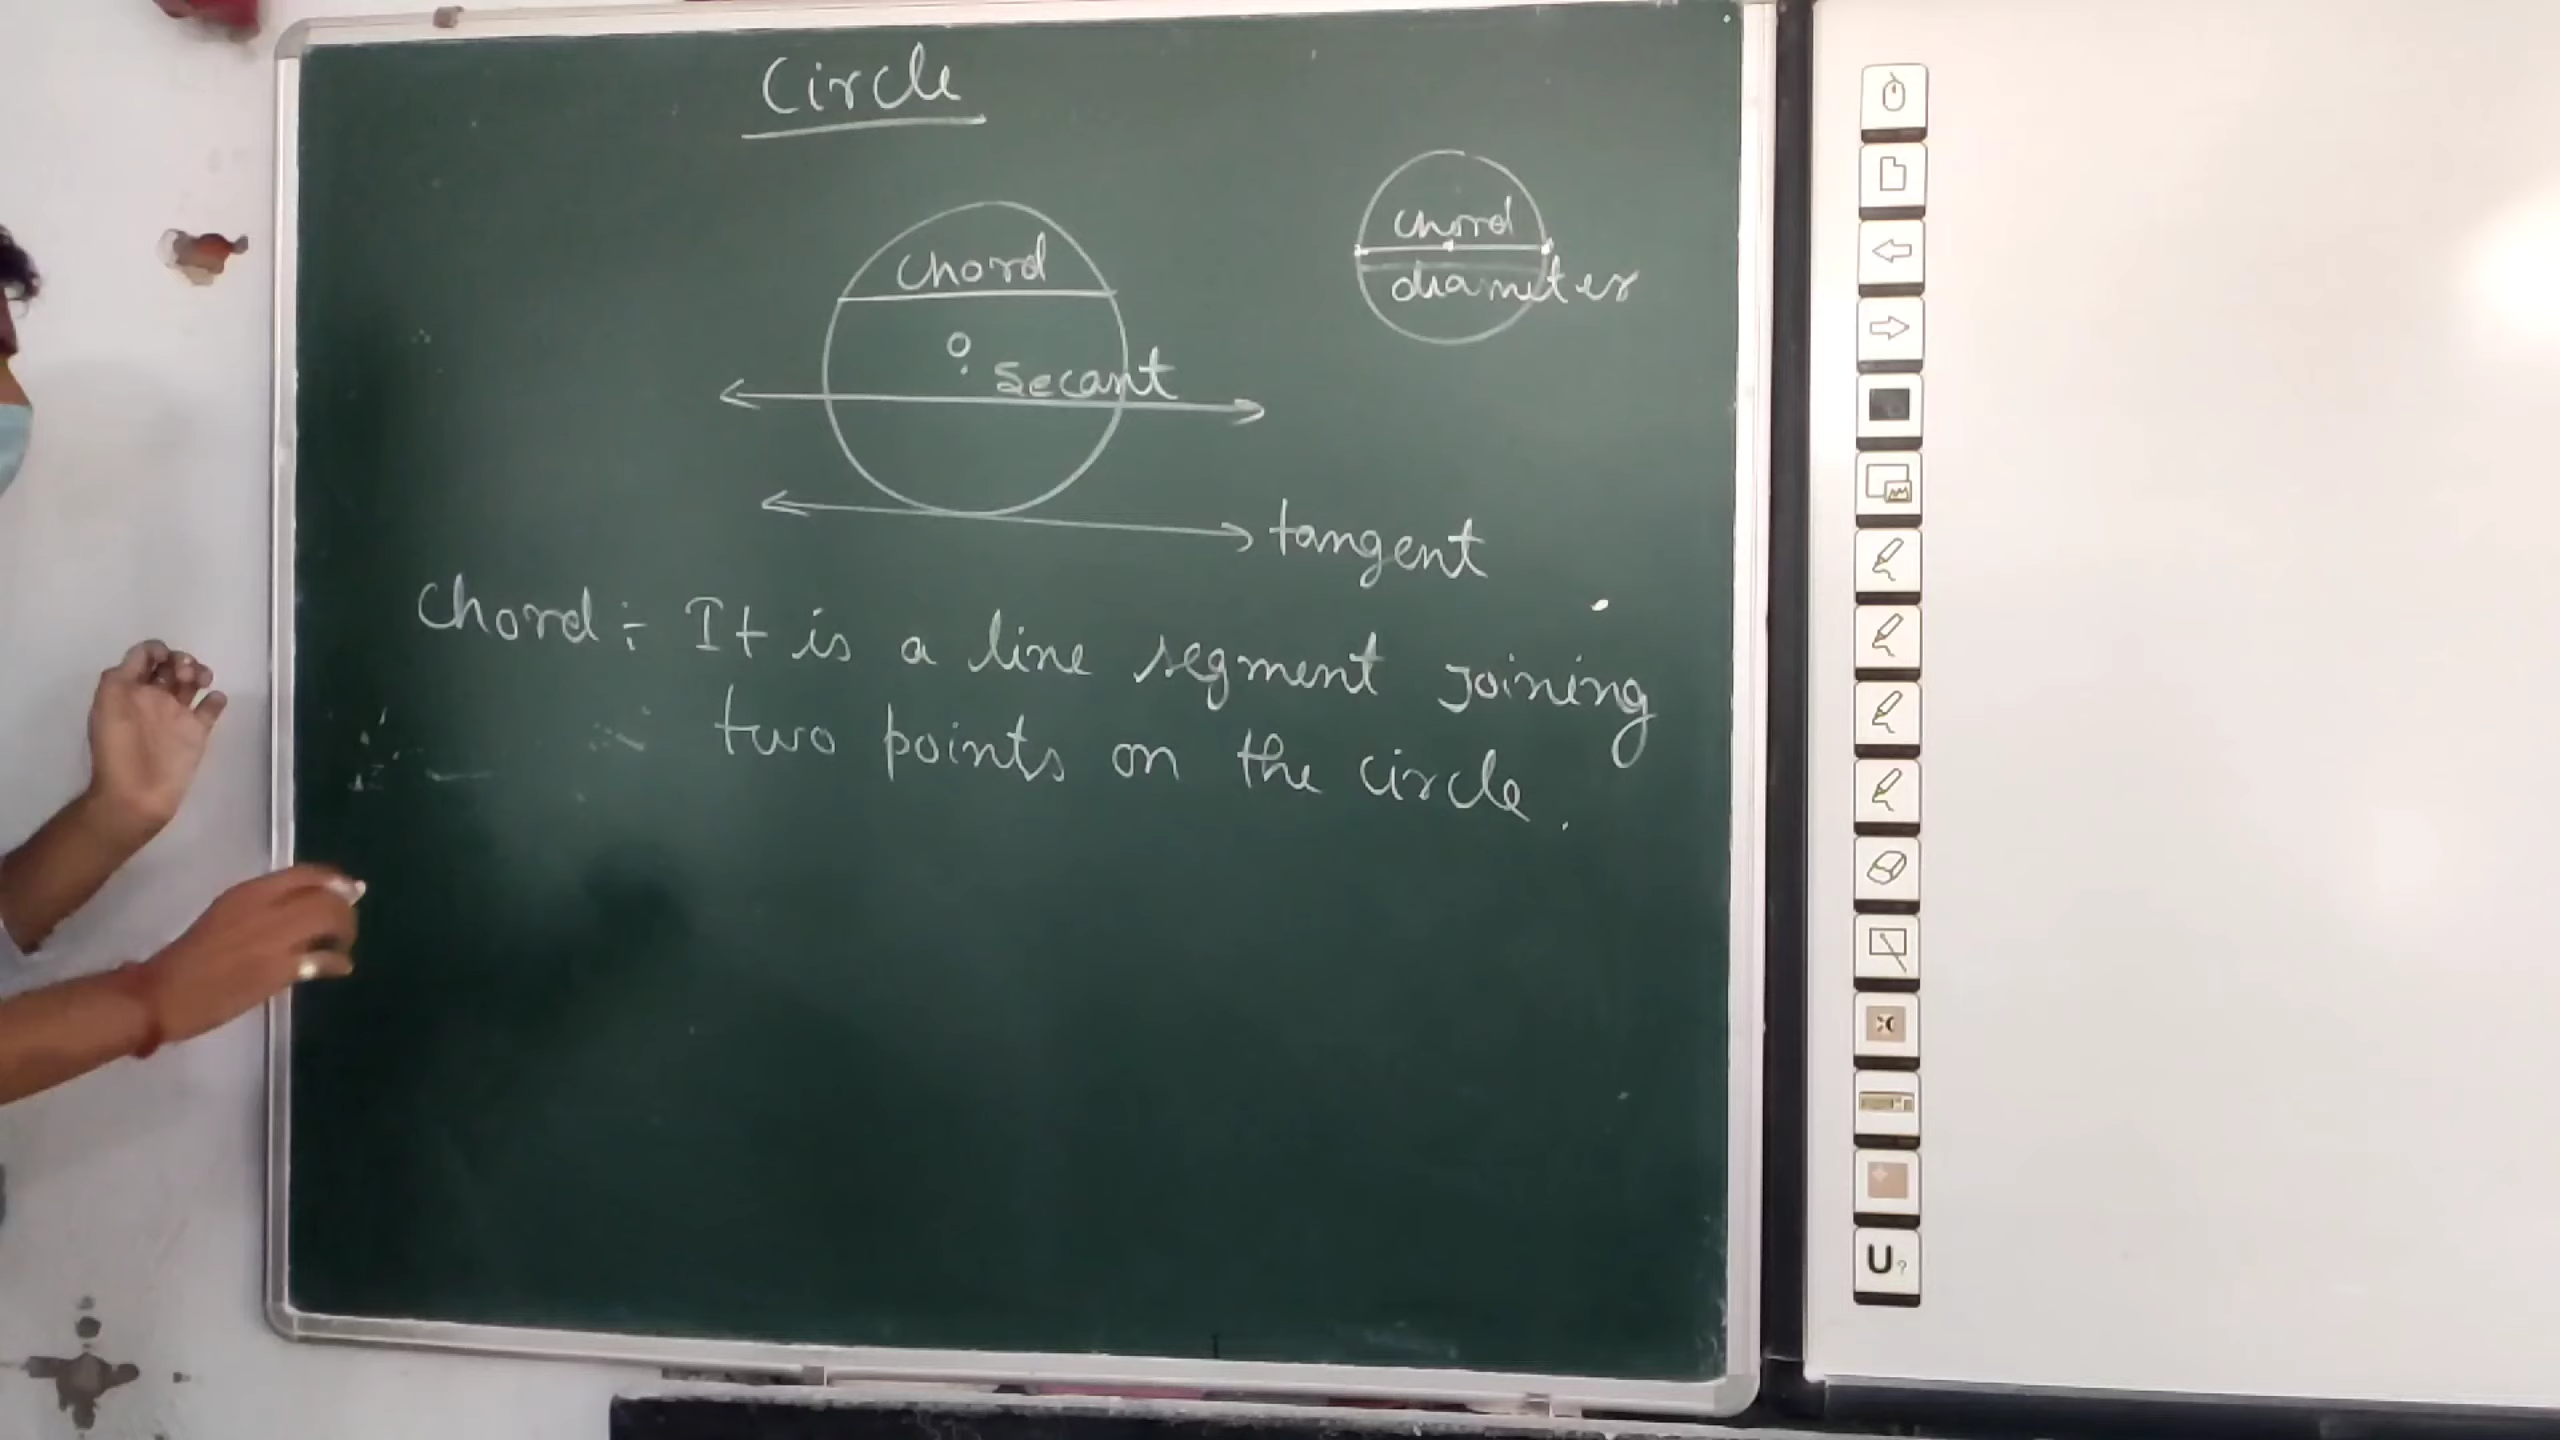 Circle
chord
chord
diameter
O
secant
tangent
chord :- It is a line segment joining
two points on the circle.
U?